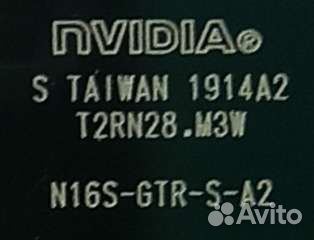 NVIDIA®
S TAIWAN 1914A2
T2RN28.M3W
N16S-GTR-S-A2
Avito